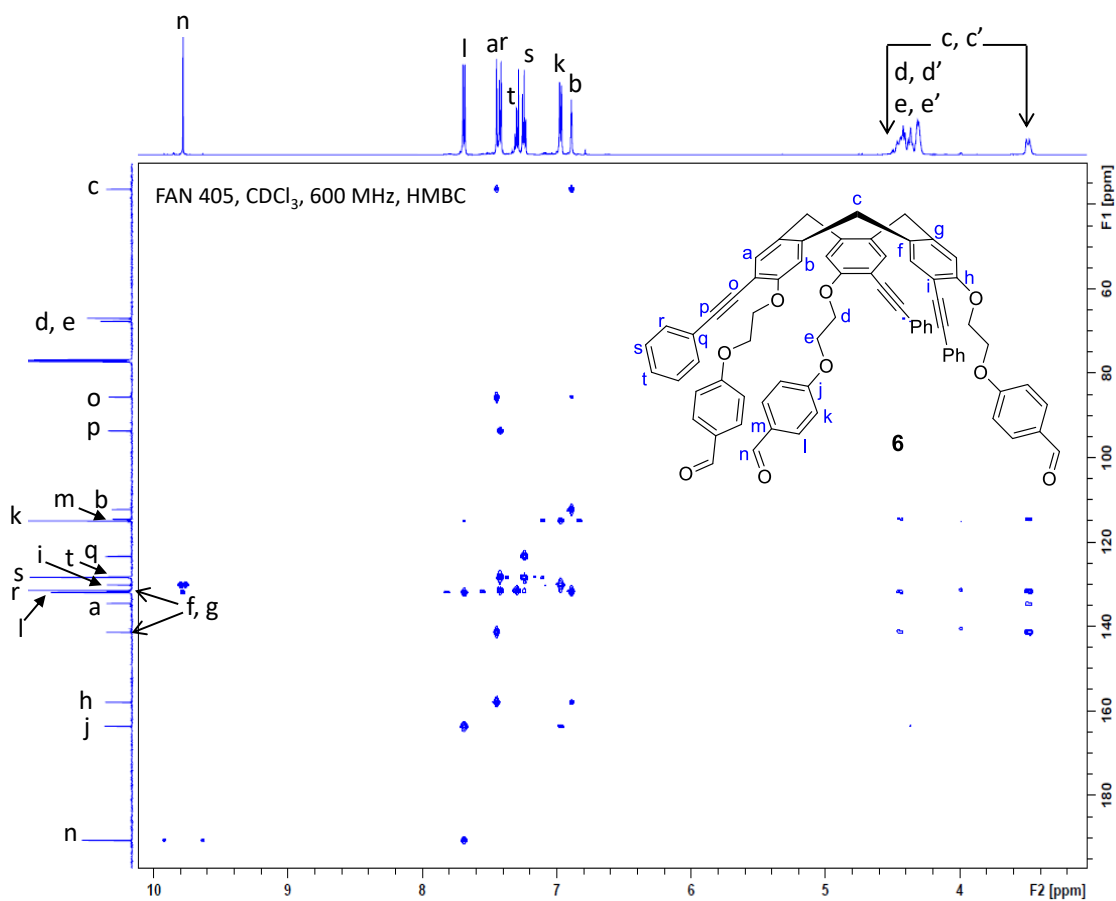 n
l
ar
t
s
k
b
c, c’
d, d’
e, e’
FAN 405, CDCl3, 600 MHz, HMBC
c
d, e
o
p
m
b
k
i
t
q
s
r
a
l
f, g
h
j
n
c
g
a
b
f
h
o
O
i
p
O
O
r
d
Ph
s
q
e
Ph
t
O
O
O
j
k
m
l
6
n
O
O
O
F1 [ppm]
60
80
100
120
140
160
180
10
9
8
7
6
5
4
F2 [ppm]